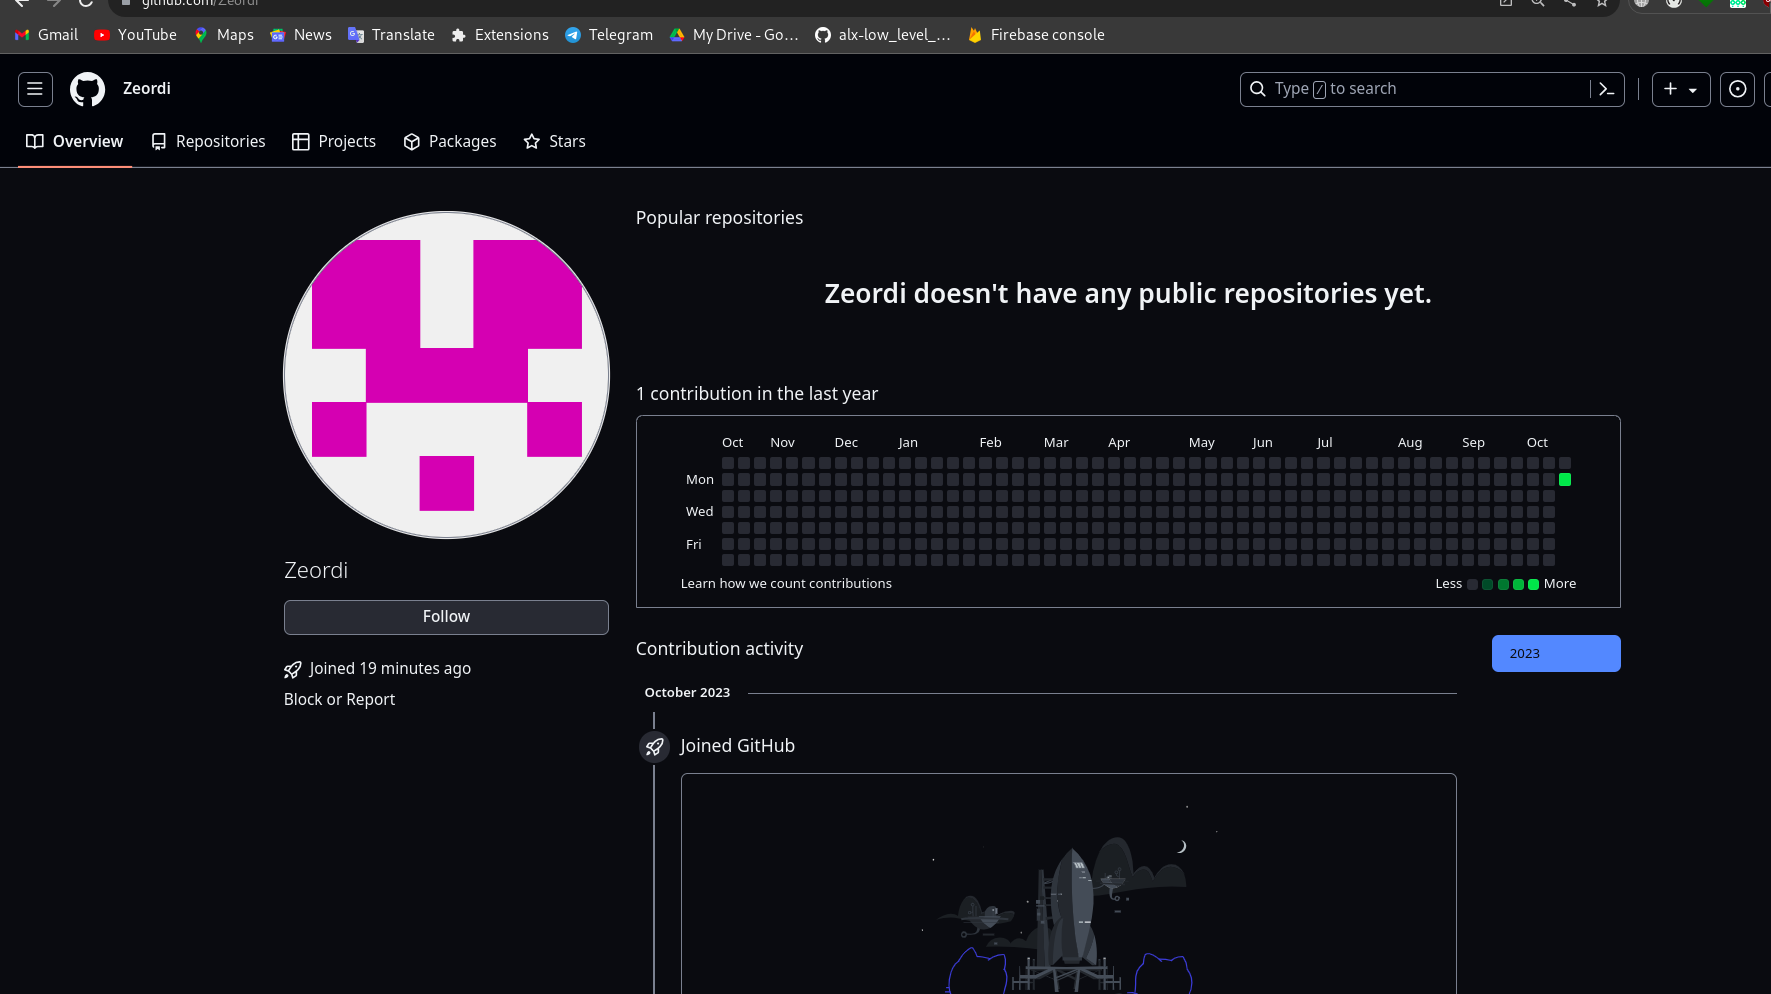 github.com/Zeordi
Gmail YouTube Maps News Translate Extensions Telegram My Drive - Go... alx-low_level_... Firebase console
Zeordi
Type / to search
Overview Repositories Projects Packages Stars
Popular repositories
Zeordi doesn't have any public repositories yet.
1 contribution in the last year
Oct Nov Dec Jan Feb Mar Apr May Jun Jul Aug Sep Oct
Mon
Wed
Fri
Learn how we count contributions
Less More
Zeordi
Follow
Joined 19 minutes ago
Block or Report
Contribution activity
2023
October 2023
Joined GitHub